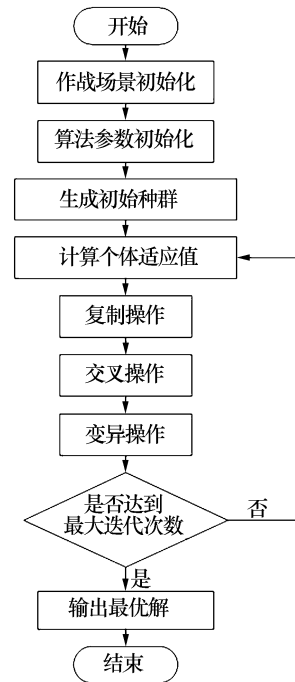 开始
作战场景初始化
算法参数初始化
生成初始种群
计算个体适应值
复制操作
交叉操作
变异操作
是否达到
最大迭代次数
否
是
输出最优解
结束